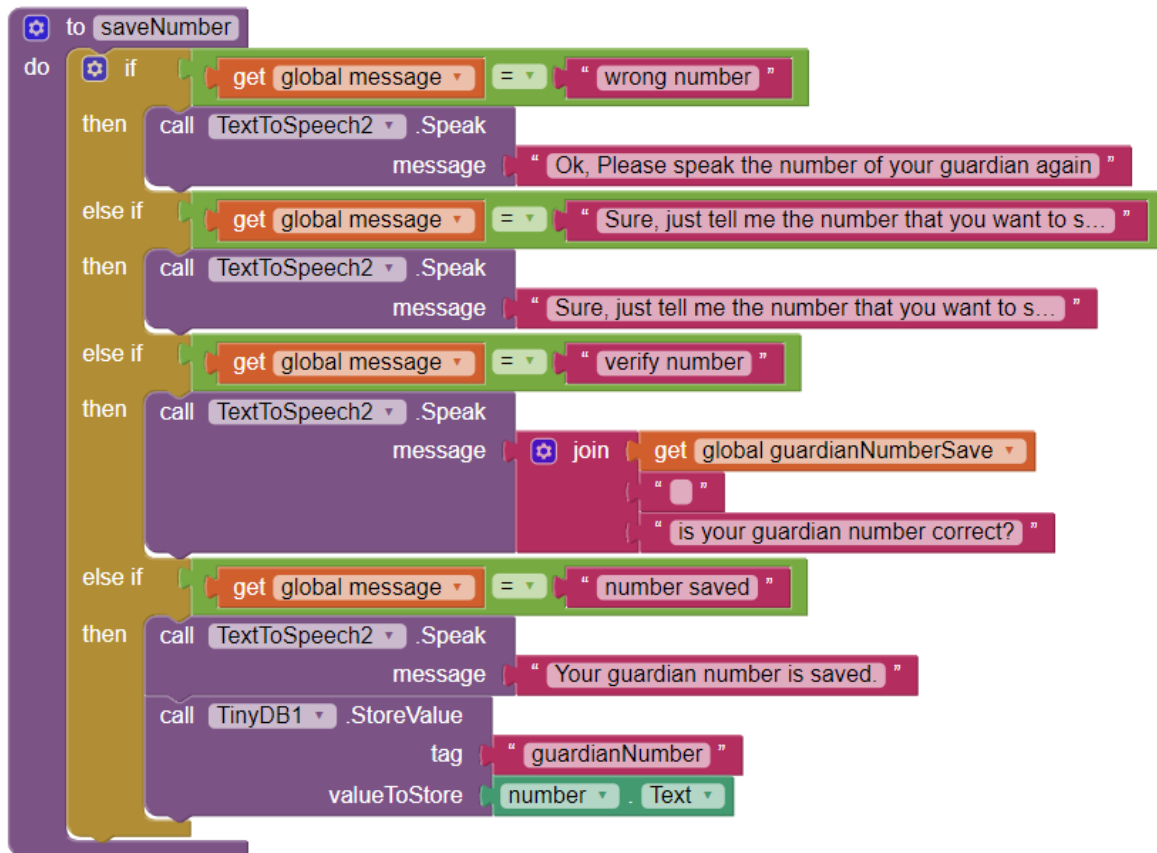 to saveNumber
do if get global message = " wrong number "
then call TextToSpeech2 .Speak
message " Ok, Please speak the number of your guardian again "
else if get global message = " Sure, just tell me the number that you want to s... "
then call TextToSpeech2 .Speak
message " Sure, just tell me the number that you want to s... "
else if get global message = " verify number "
then call TextToSpeech2 .Speak
message join get global guardianNumberSave
" "
" is your guardian number correct? "
else if get global message = " number saved "
then call TextToSpeech2 .Speak
message " Your guardian number is saved. "
call TinyDB1 .StoreValue
tag " guardianNumber "
valueToStore number . Text